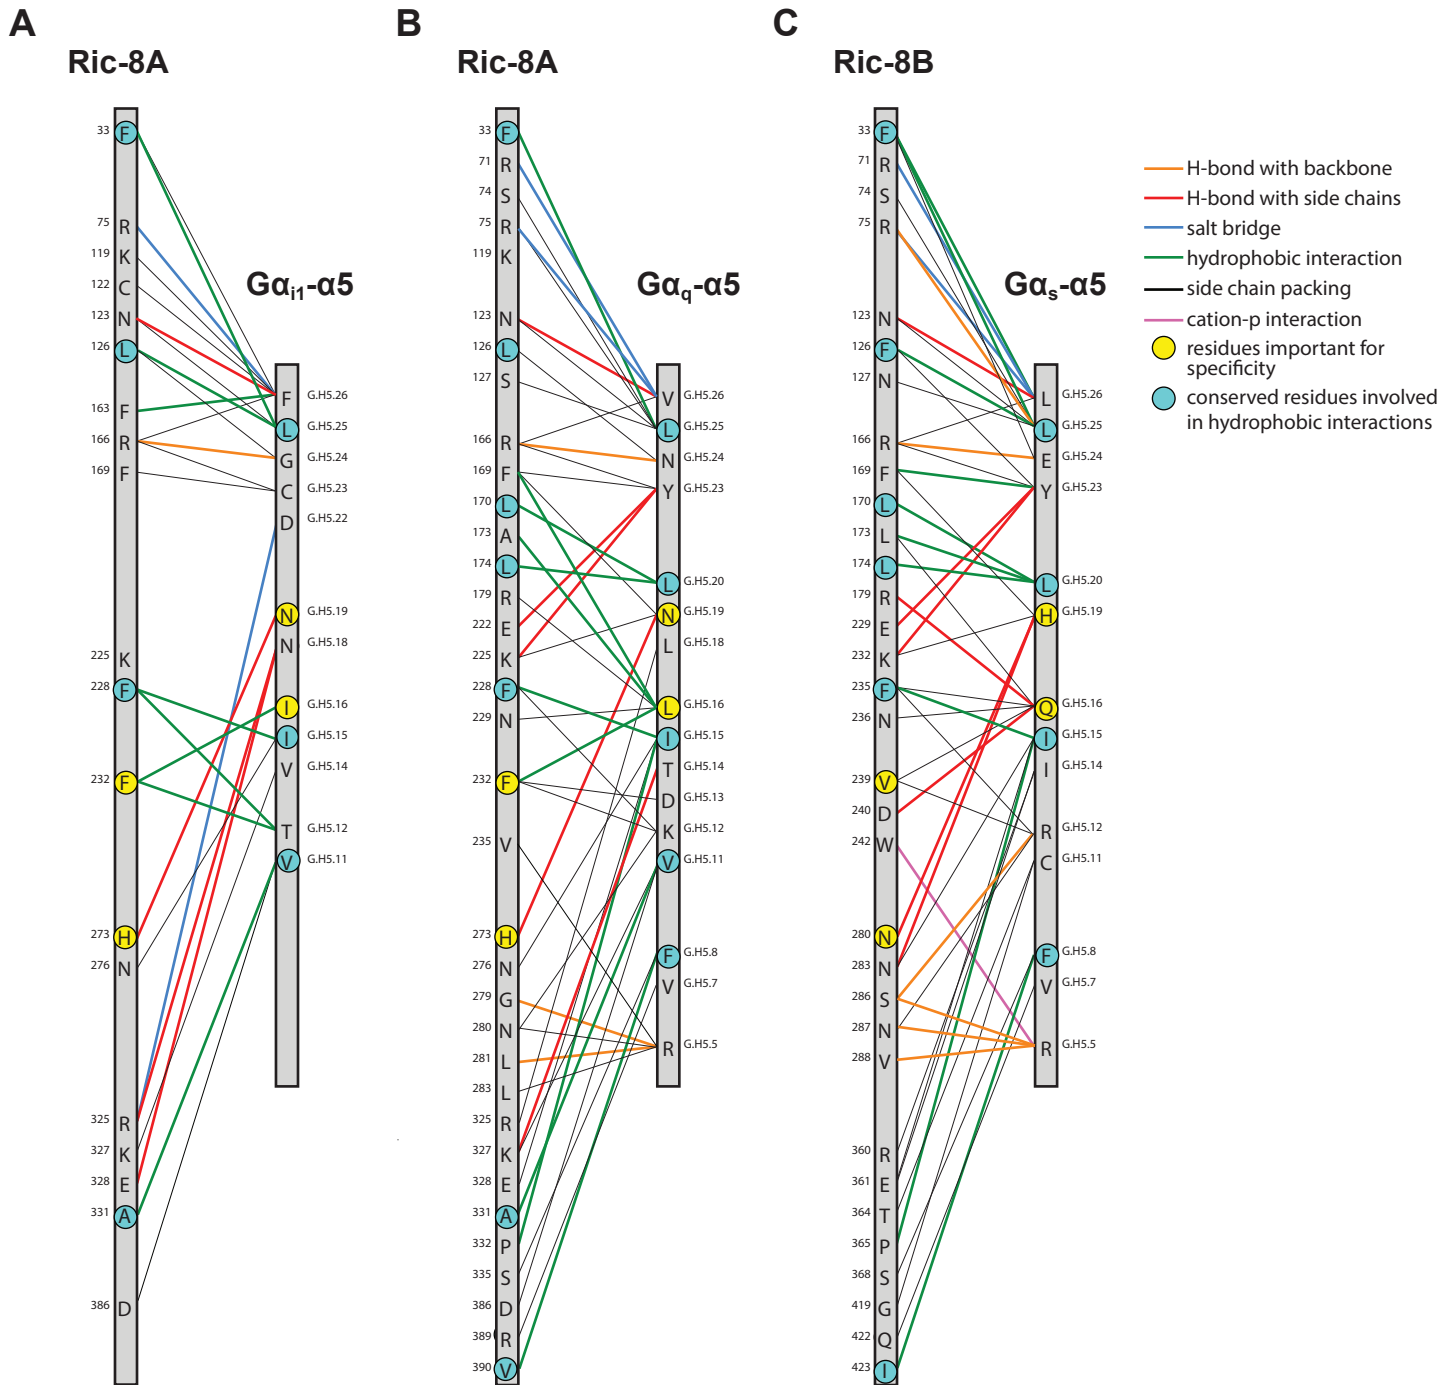 A
B
C
Ric-8A
Ric-8A
Ric-8B
Gαi1-α5
Gαq-α5
Gαs-α5
33 F
75 R
119 K
122 C
123 N
126 L
163 F
166 R
169 F
225 K
228 F
232 F
273 H
276 N
325 R
327 K
328 E
331 A
386 D
F G.H5.26
L G.H5.25
G G.H5.24
C G.H5.23
D G.H5.22
N G.H5.19
N G.H5.18
I G.H5.16
I G.H5.15
V G.H5.14
T G.H5.12
V G.H5.11
33 F
71 R
74 S
75 R
119 K
123 N
126 L
127 S
166 R
169 F
170 L
173 A
174 L
179 R
222 E
225 K
228 F
229 N
232 F
235 V
273 H
276 N
279 G
280 N
281 L
283 L
325 R
327 K
328 E
331 A
332 P
335 S
386 D
389 R
390 V
V G.H5.26
L G.H5.25
N G.H5.24
Y G.H5.23
L G.H5.20
N G.H5.19
L G.H5.18
L G.H5.16
I G.H5.15
T G.H5.14
D G.H5.13
K G.H5.12
V G.H5.11
F G.H5.8
V G.H5.7
R G.H5.5
33 F
71 R
74 S
75 R
123 N
126 F
127 N
166 R
169 F
170 L
173 L
174 L
179 R
229 E
232 K
235 F
236 N
239 V
240 D
242 W
280 N
283 N
286 S
287 N
288 V
360 R
361 E
364 T
365 P
368 S
419 G
422 Q
423 I
L G.H5.26
L G.H5.25
E G.H5.24
Y G.H5.23
L G.H5.20
H G.H5.19
Q G.H5.16
I G.H5.15
I G.H5.14
R G.H5.12
C G.H5.11
F G.H5.8
V G.H5.7
R G.H5.5
H-bond with backbone
H-bond with side chains
salt bridge
hydrophobic interaction
side chain packing
cation-p interaction
residues important for
specificity
conserved residues involved
in hydrophobic interactions